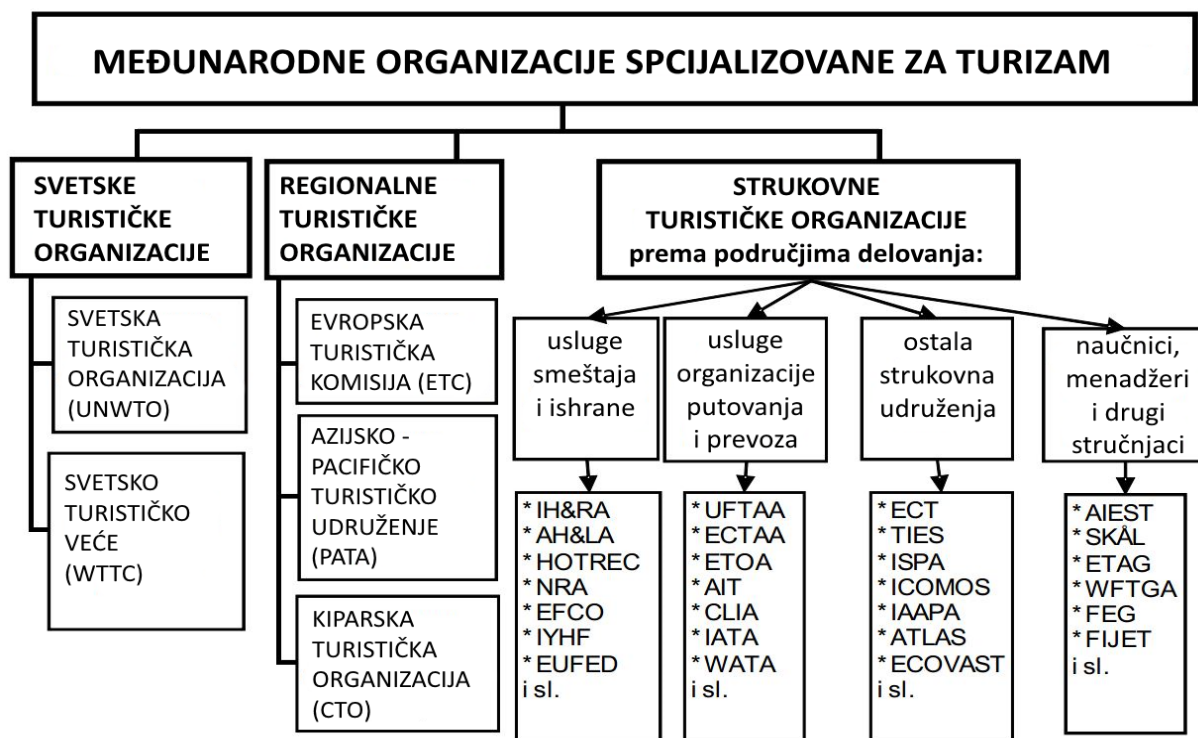 MEĐUNARODNE ORGANIZACIJE SPCIJALIZOVANE ZA TURIZAM
SVETSKE
TURISTIČKE
ORGANIZACIJE
SVETSKA
TURISTIČKA
ORGANIZACIJA
(UNWTO)
SVETSKO
TURISTIČKO
VEĆE
(WTTC)
REGIONALNE
TURISTIČKE
ORGANIZACIJE
EVROPSKA
TURISTIČKA
KOMISIJA (ETC)
AZIJSKO -
PACIFIČKO
TURISTIČKO
UDRUŽENJE
(PATA)
KIPARSKA
TURISTIČKA
ORGANIZACIJA
(CTO)
STRUKOVNE
TURISTIČKE ORGANIZACIJE
prema područjima delovanja:
usluge
smeštaja
i ishrane
* IH&RA
* AH&LA
* HOTREC
* NRA
* EFCO
* IYHF
* EUFED
i sl.
usluge
organizacije
putovanja
i prevoza
* UFTAA
* ECTAA
* ETOA
* AIT
* CLIA
* IATA
* WATA
i sl.
ostala
strukovna
udruženja
* ECT
* TIES
* ISPA
* ICOMOS
* IAAPA
* ATLAS
* ECOVAST
i sl.
naučnici,
menadžeri
i drugi
stručnjaci
* AIEST
* SKÅL
* ETAG
* WFTGA
* FEG
* FIJET
i sl.